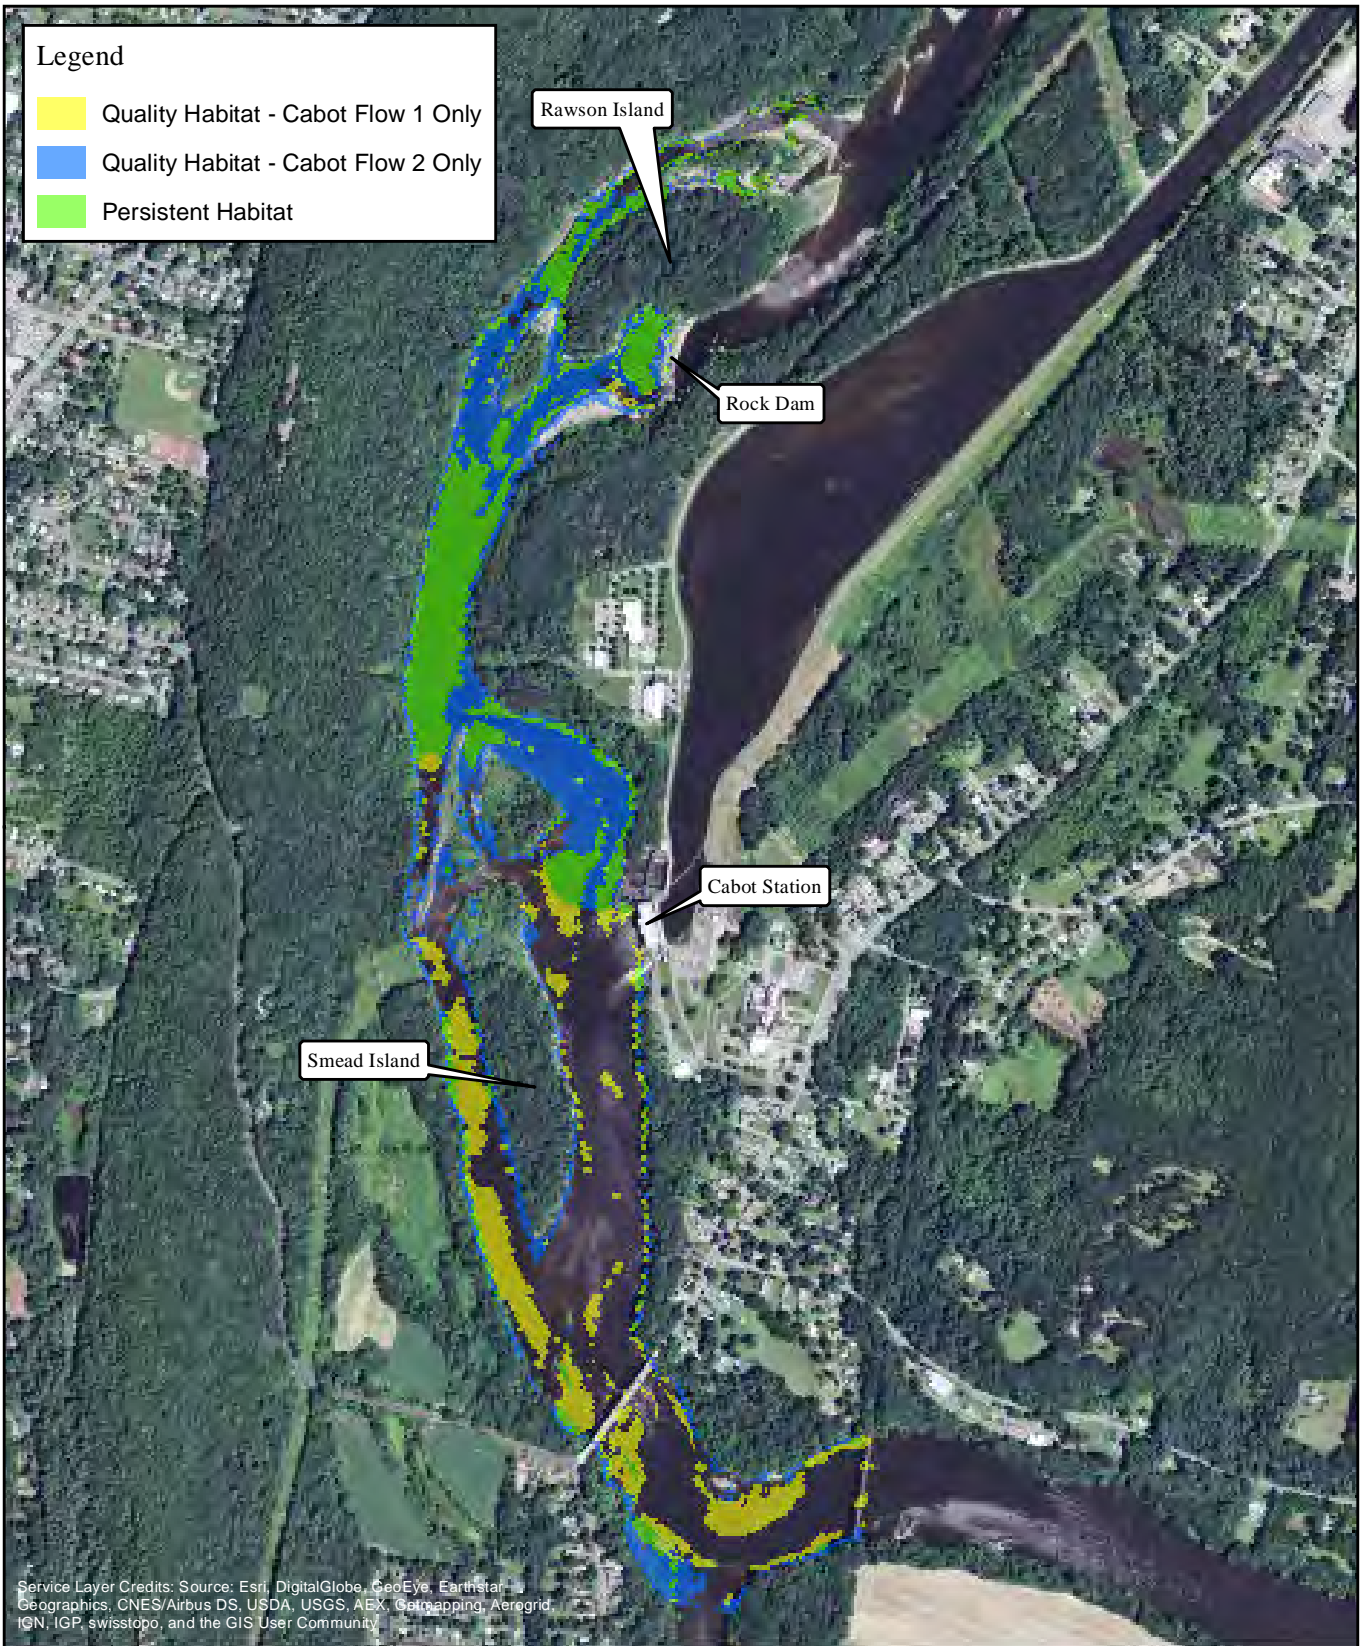 Legend
Quality Habitat - Cabot Flow 1 Only
Quality Habitat - Cabot Flow 2 Only
Persistent Habitat
Rawson Island
Rock Dam
Cabot Station
Smead Island
Service Layer Credits: Source: Esri, DigitalGlobe, GeoEye, Earthstar
Geographics, CNES/Airbus DS, USDA, USGS, AEX, Getmapping, Aerogrid,
IGN, IGP, swisstopo, and the GIS User Community